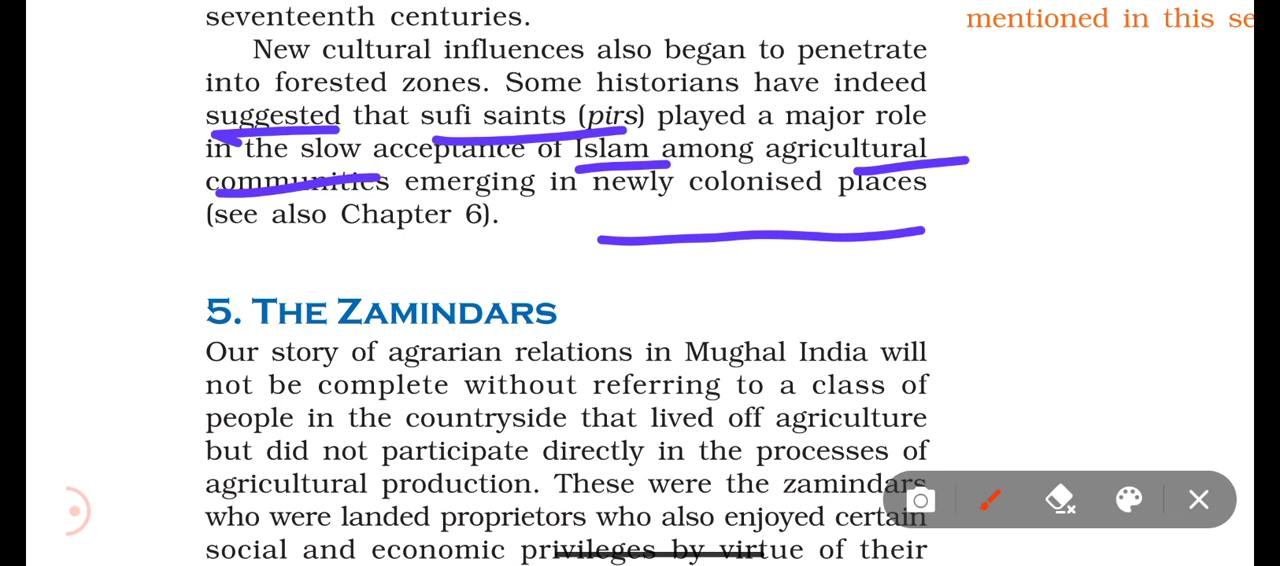 seventeenth centuries.
mentioned in this se
New cultural influences also began to penetrate
into forested zones. Some historians have indeed
suggested that sufi saints (pirs) played a major role
in the slow acceptance of Islam among agricultural
communities emerging in newly colonised places
(see also Chapter 6).
5. THE ZAMINDARS
Our story of agrarian relations in Mughal India will
not be complete without referring to a class of
people in the countryside that lived off agriculture
but did not participate directly in the processes of
agricultural production. These were the zamindars
who were landed proprietors who also enjoyed certain
social and economic privileges by virtue of their